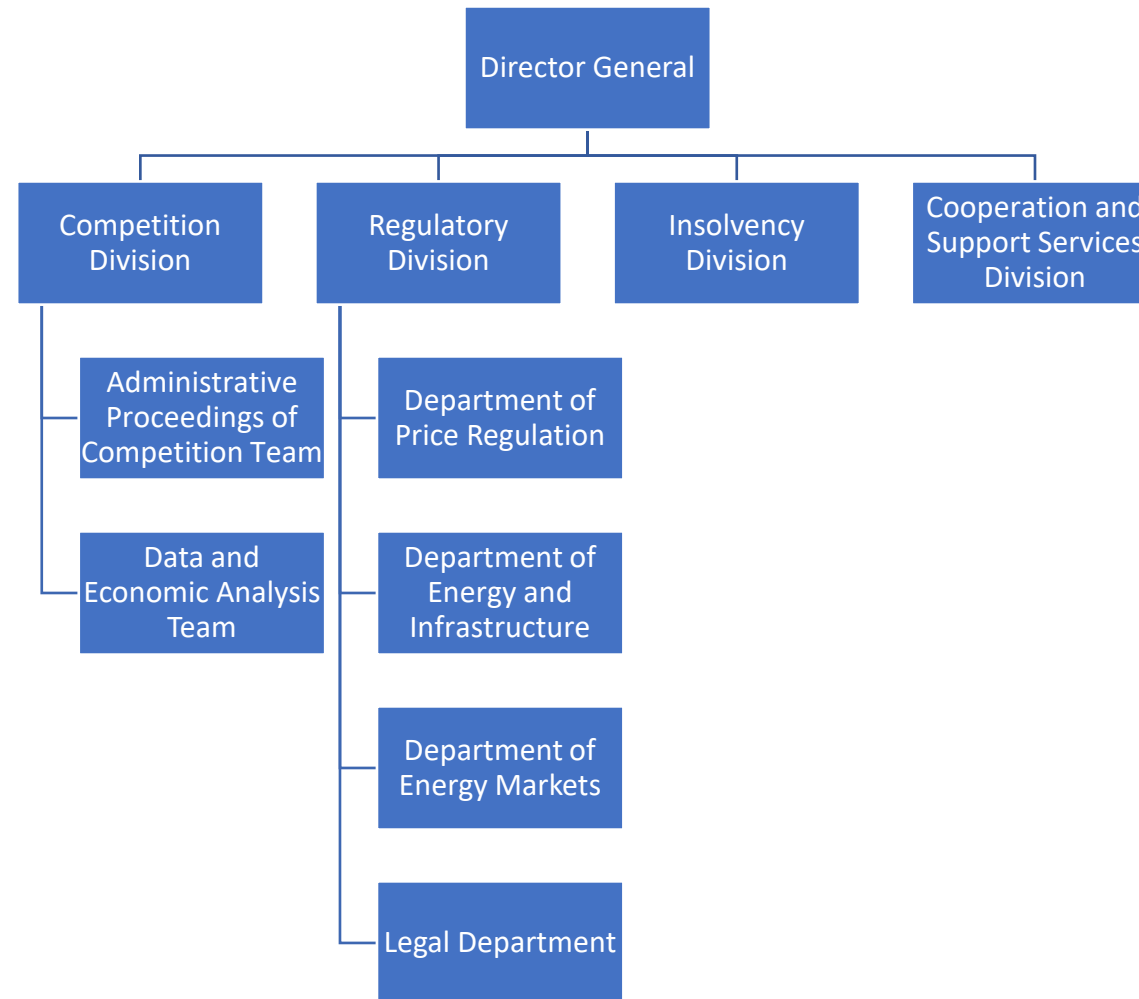 Director General
Competition
Division
Regulatory
Division
Insolvency
Division
Cooperation and
Support Services
Division
Administrative
Proceedings of
Competition Team
Data and
Economic Analysis
Team
Department of
Price Regulation
Department of
Energy and
Infrastructure
Department of
Energy Markets
Legal Department